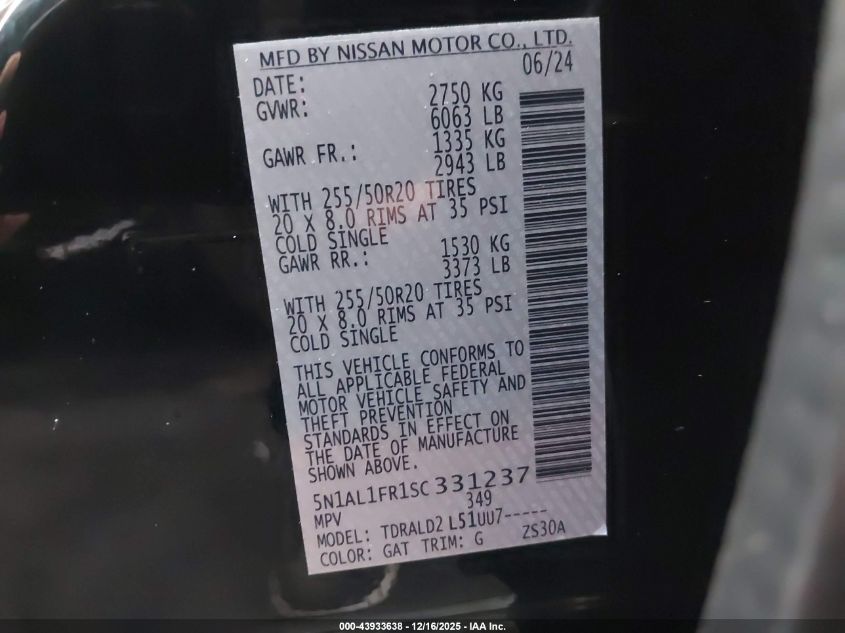 MFD BY NISSAN MOTOR CO., LTD.
DATE: 06/24
GVWR: 2750 KG
6063 LB
GAWR FR.: 1335 KG
2943 LB
WITH 255/50R20 TIRES
20 X 8.0 RIMS AT 35 PSI
COLD SINGLE
GAWR RR.: 1530 KG
3373 LB
WITH 255/50R20 TIRES
20 X 8.0 RIMS AT 35 PSI
COLD SINGLE
THIS VEHICLE CONFORMS TO
ALL APPLICABLE FEDERAL
MOTOR VEHICLE SAFETY AND
THEFT PREVENTION
STANDARDS IN EFFECT ON
THE DATE OF MANUFACTURE
SHOWN ABOVE.
5N1AL1FR1SC331237
MPV 349
MODEL: TDRALD2 L51UU7-----
COLOR: GAT TRIM: G ZS30A
000-43933638 - 12/16/2025 - IAA Inc.